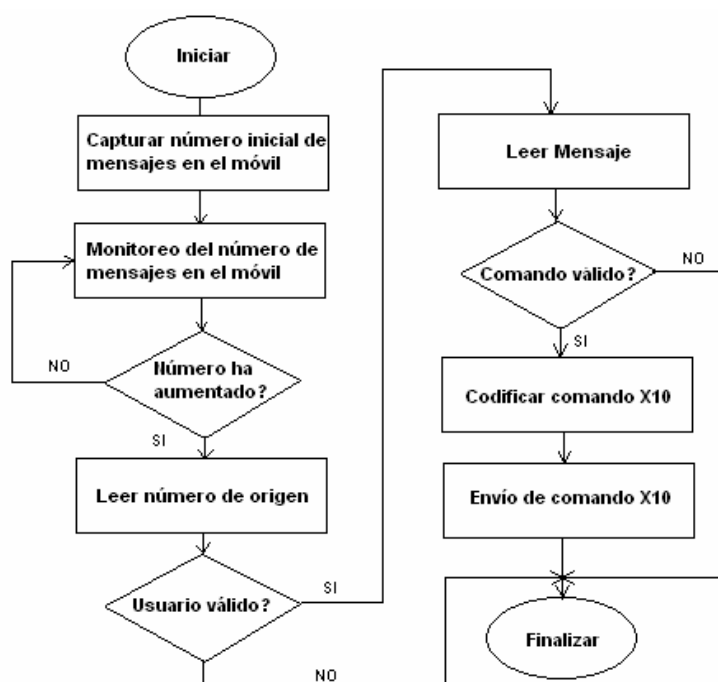 Iniciar
Capturar número inicial de
mensajes en el móvil
Monitoreo del número de
mensajes en el móvil
NO
Número ha
aumentado?
SI
Leer número de origen
Usuario válido?
SI
NO
Leer Mensaje
Comando válido?
NO
SI
Codificar comando X10
Envío de comando X10
Finalizar